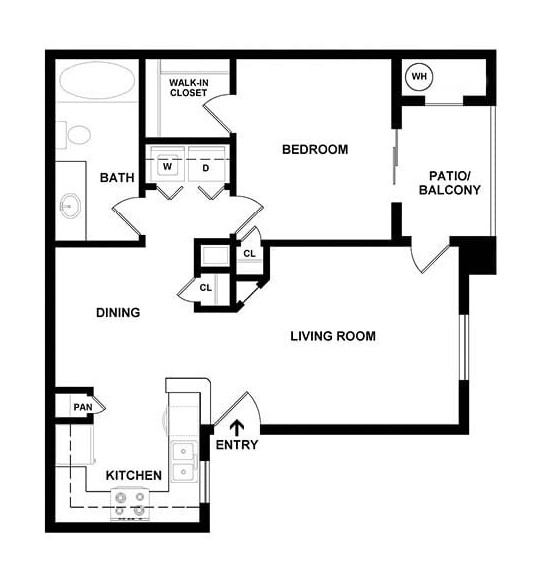 WH
WALK-IN
CLOSET
BEDROOM
W
D
BATH
PATIO/
BALCONY
CL
CL
DINING
LIVING ROOM
PAN
ENTRY
KITCHEN